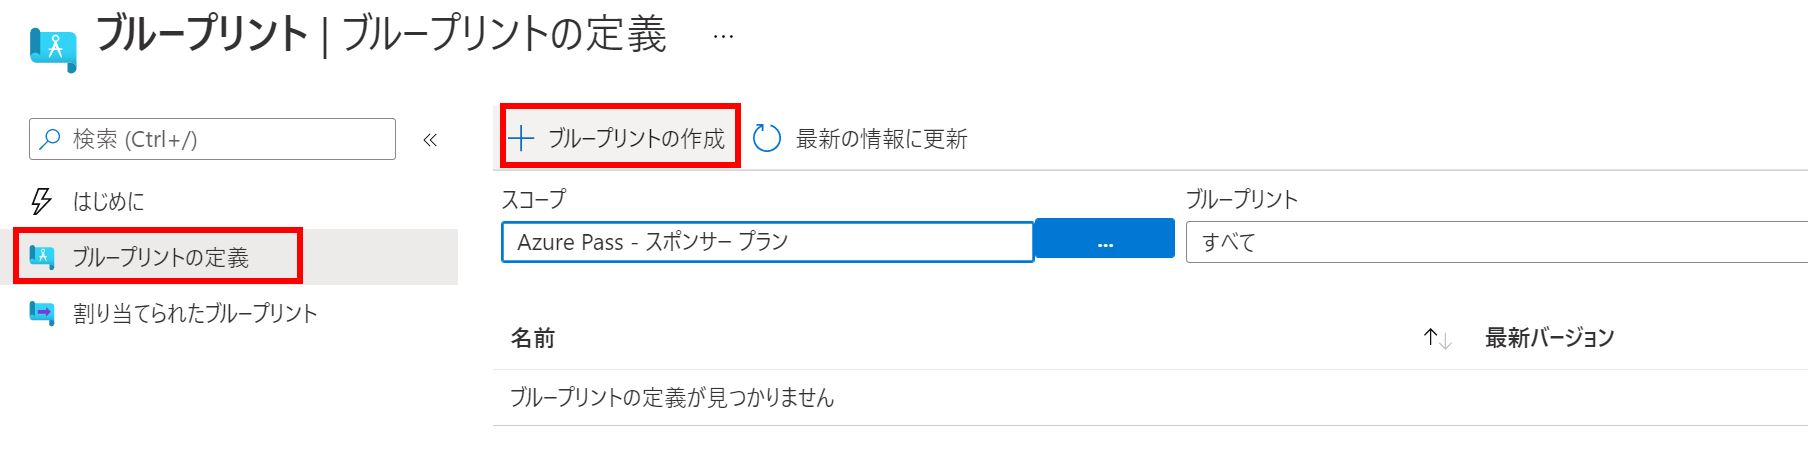 ブループリント | ブループリントの定義 …
検索 (Ctrl+/)
«
はじめに
ブループリントの定義
割り当てられたブループリント
ブループリントの作成
最新の情報に更新
スコープ
Azure Pass - スポンサー プラン
...
ブループリント
すべて
名前 ↑↓ 最新バージョン
ブループリントの定義が見つかりません